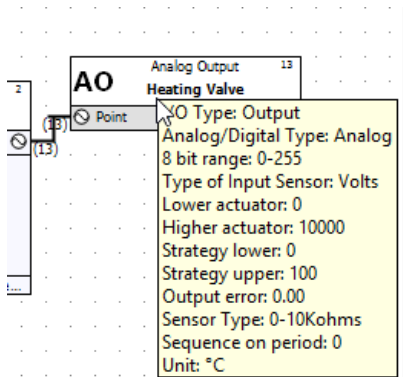 Analog Output 13
AO
Heating Valve
2
(13)
Point
(13)
I/O Type: Output
Analog/Digital Type: Analog
8 bit range: 0-255
Type of Input Sensor: Volts
Lower actuator: 0
Higher actuator: 10000
Strategy lower: 0
Strategy upper: 100
Output error: 0.00
Sensor Type: 0-10Kohms
Sequence on period: 0
Unit: °C
e...